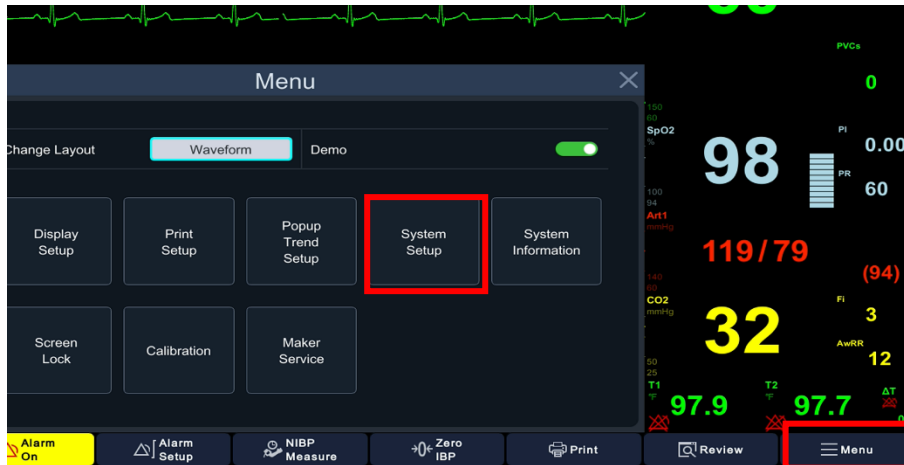 PVCs
0
Menu
Change Layout
Waveform
Demo
Display
Setup
Print
Setup
Popup
Trend
Setup
System
Setup
System
Information
Screen
Lock
Calibration
Maker
Service
150
60
SpO2
%
98
PI
0.00
PR
60
100
94
Art1
mmHg
119/79
(94)
140
60
CO2
mmHg
32
Fi
3
AwRR
12
50
25
T1
°F
97.9
T2
°F
97.7
ΔT
Alarm
On
Alarm
Setup
NIBP
Measure
Zero
IBP
Print
Review
Menu